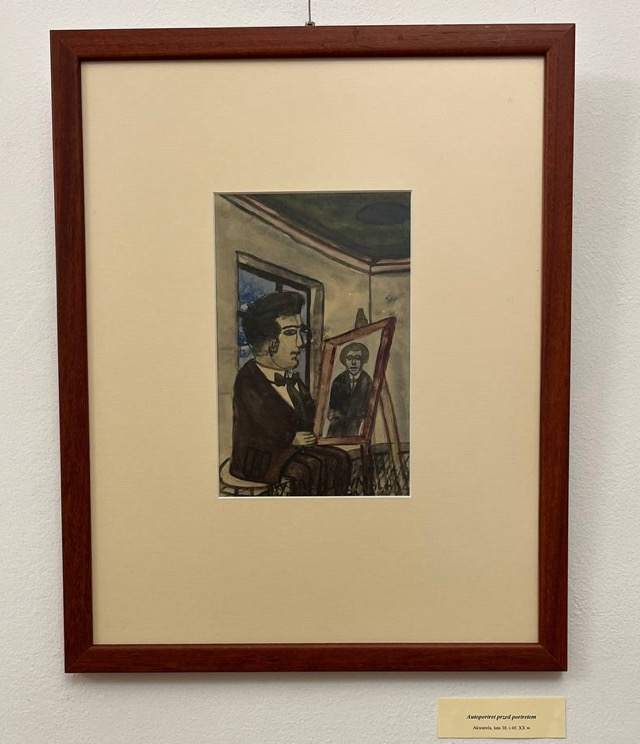 Autoportret przed portretem
Akwarela, lata 30. i 40. XX w.